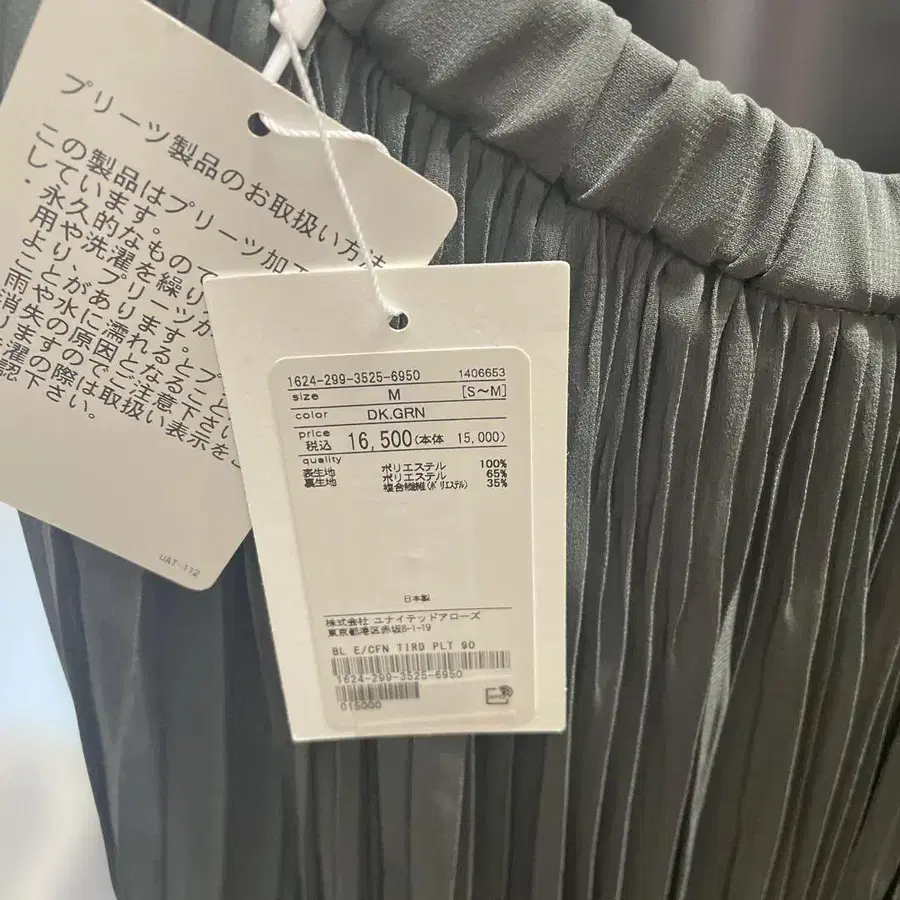 プリーツ製品のお取扱い方法
この製品はプリーツ加工
しています。
・永久的なもので
用や洗濯を繰り
より、プリーツが
ことがあります。
雨や水に濡れるとプ
消失の原因となること
りますのでご注意下さい
洗濯の際は取扱い表示をご
認下さい。
UAT-112
1624-299-3525-6950 1406653
size M [S~M]
color DK.GRN
price
税込 16,500(本体 15,000)
quality
表生地 ポリエステル 100%
裏生地 ポリエステル 65%
複合繊維(ポリエステル) 35%
日本製
株式会社 ユナイテッドアローズ
東京都港区赤坂8-1-19
BL E/CFN TIRD PLT 90
1624-299-3525-6950
015000